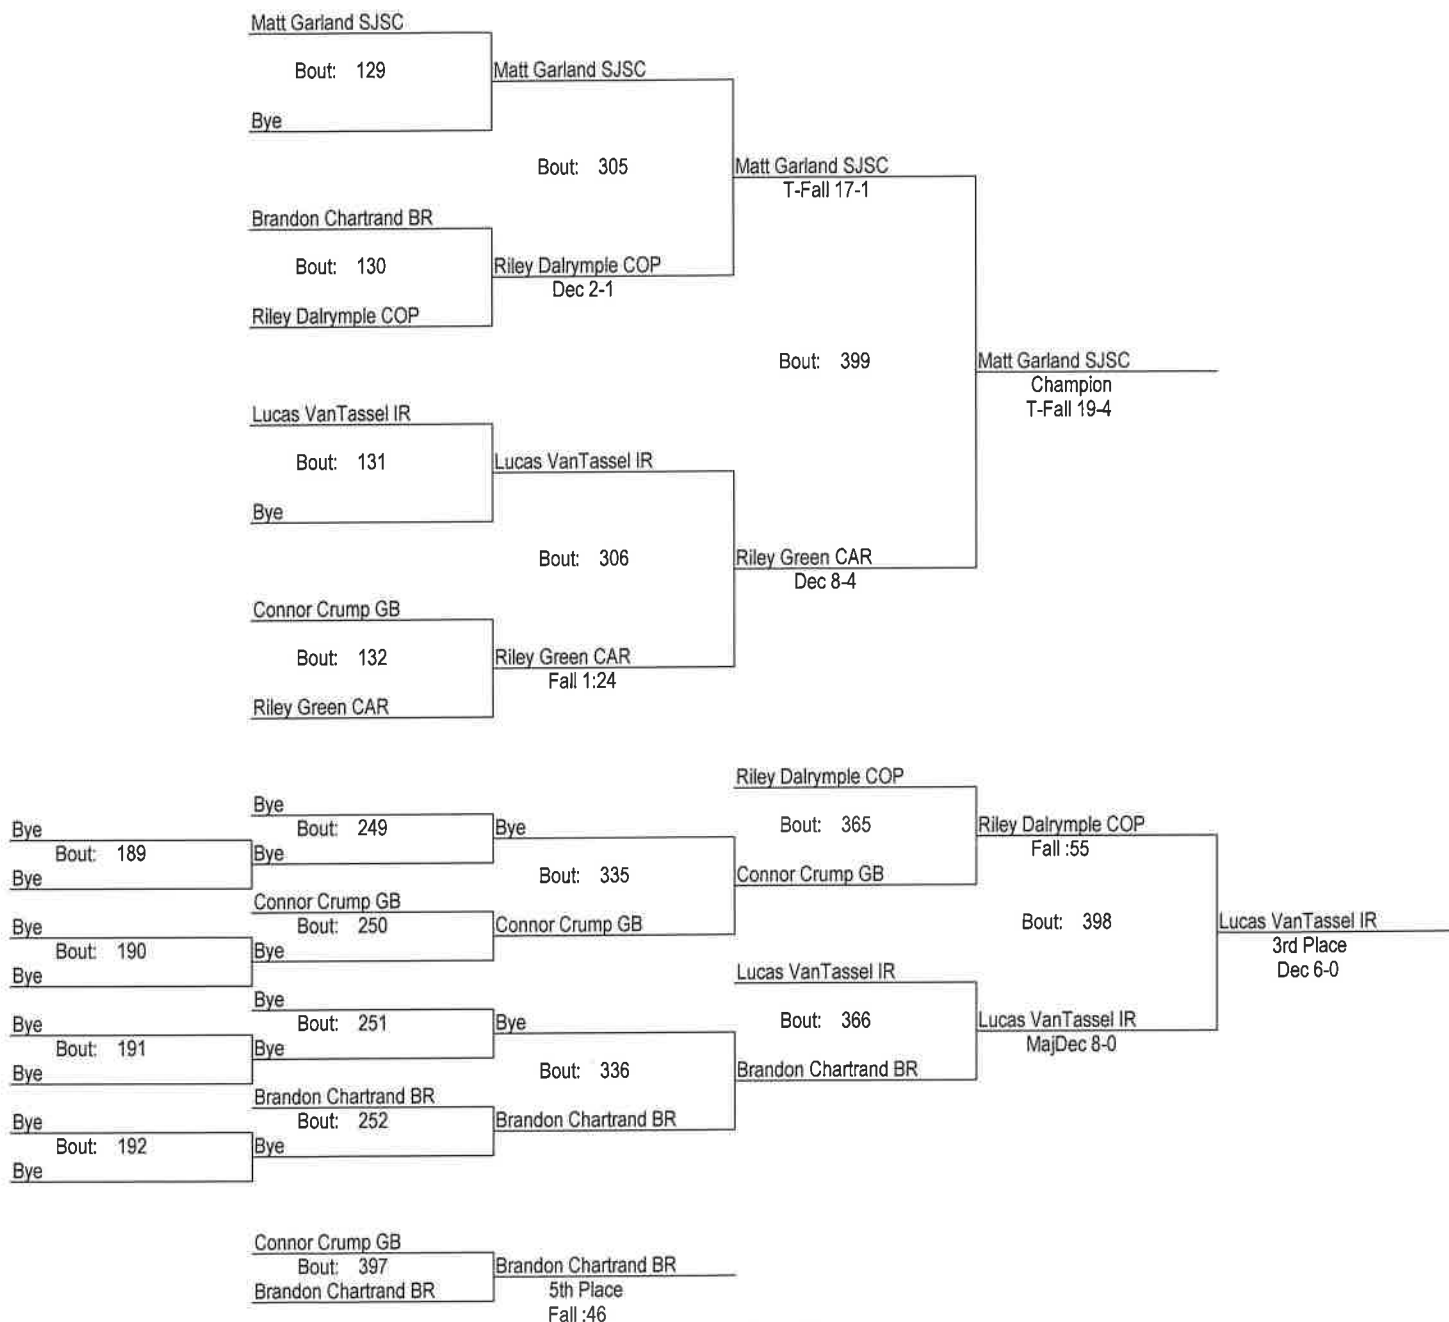 Matt Garland SJSC
Bout: 129
Bye
Matt Garland SJSC
Bout: 305
Brandon Chartrand BR
Bout: 130
Riley Dalrymple COP
Riley Dalrymple COP
Dec 2-1
Matt Garland SJSC
T-Fall 17-1
Bout: 399
Matt Garland SJSC
Champion
T-Fall 19-4
Lucas VanTassel IR
Bout: 131
Bye
Lucas VanTassel IR
Bout: 306
Connor Crump GB
Bout: 132
Riley Green CAR
Riley Green CAR
Fall 1:24
Riley Green CAR
Dec 8-4
Bye
Bout: 189
Bye
Bye
Bout: 190
Bye
Bye
Bout: 191
Bye
Bye
Bout: 192
Bye
Bye
Bout: 249
Bye
Connor Crump GB
Bout: 250
Bye
Bye
Bout: 251
Bye
Brandon Chartrand BR
Bout: 252
Bye
Bye
Bout: 335
Connor Crump GB
Bye
Bout: 336
Brandon Chartrand BR
Riley Dalrymple COP
Bout: 365
Connor Crump GB
Lucas VanTassel IR
Bout: 366
Brandon Chartrand BR
Riley Dalrymple COP
Fall :55
Bout: 398
Lucas VanTassel IR
MajDec 8-0
Lucas VanTassel IR
3rd Place
Dec 6-0
Connor Crump GB
Bout: 397
Brandon Chartrand BR
Brandon Chartrand BR
5th Place
Fall :46